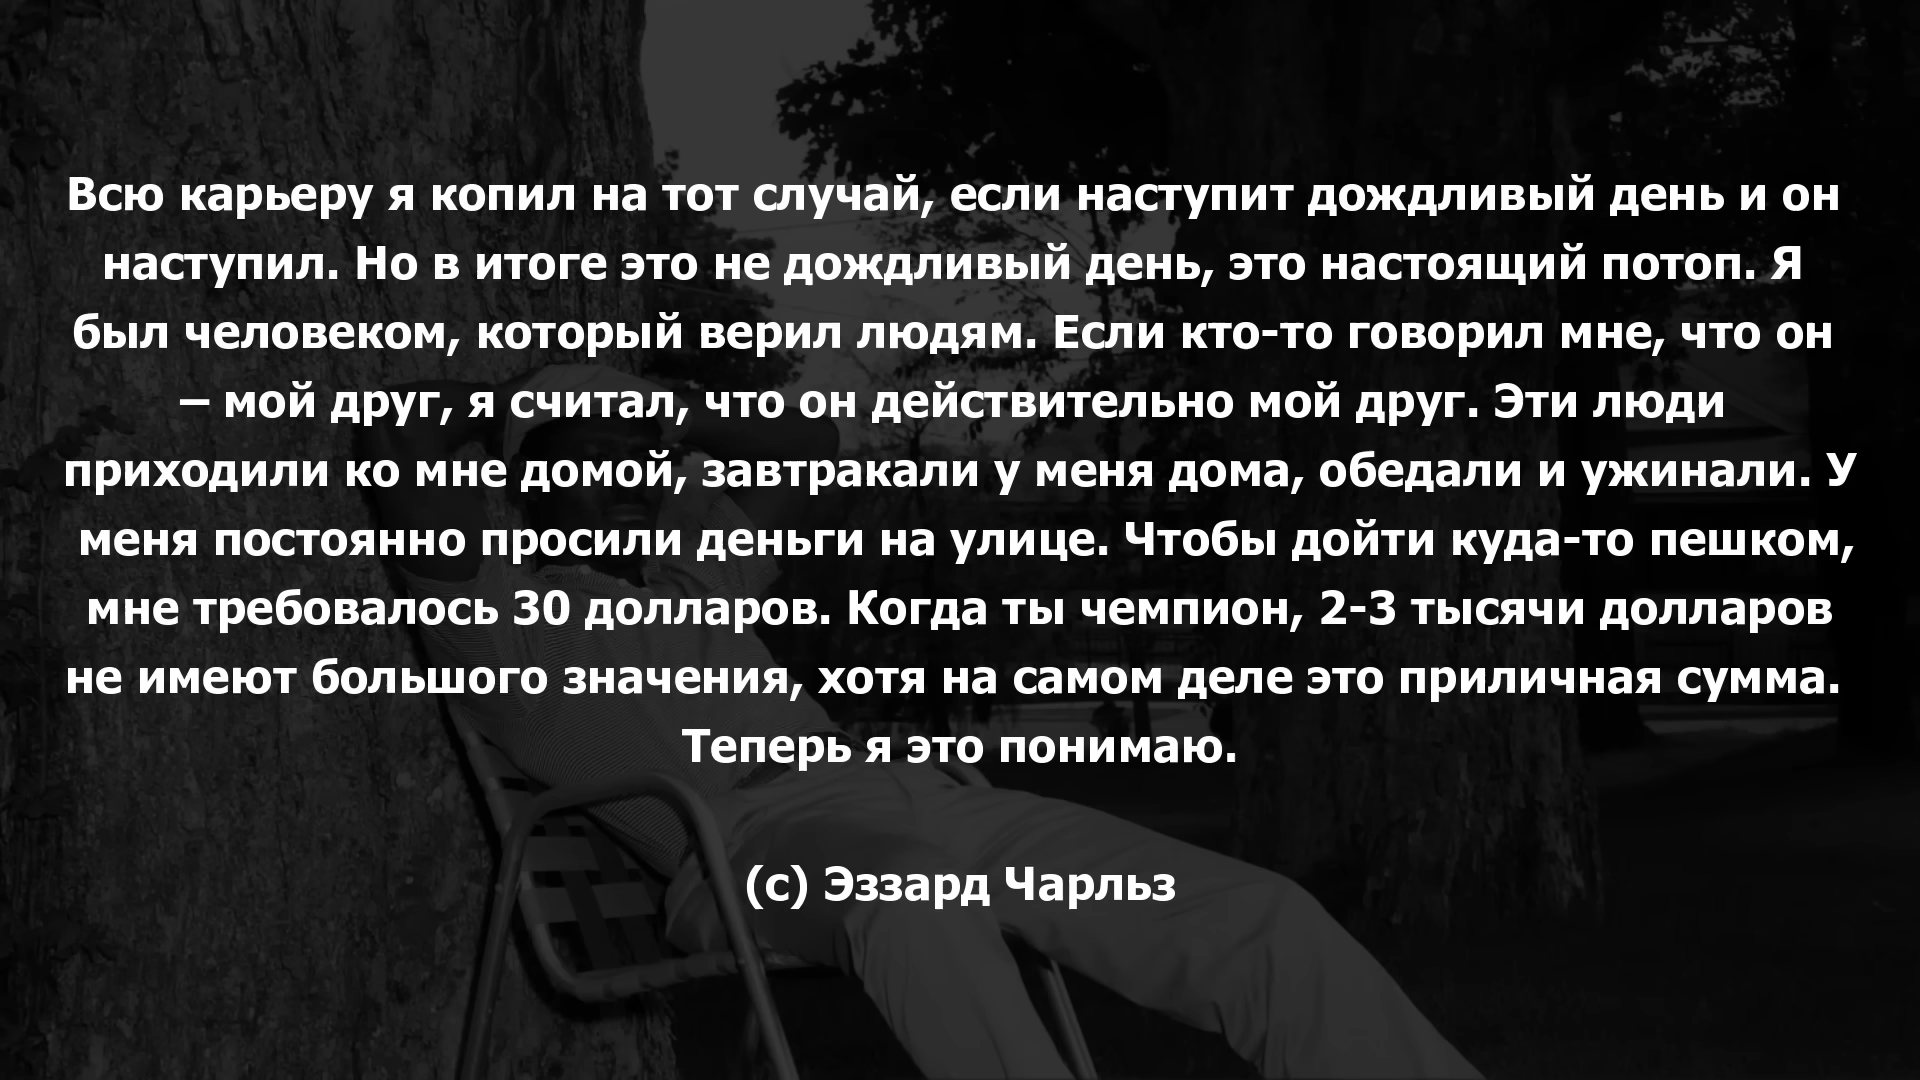 Всю карьеру я копил на тот случай, если наступит дождливый день и он
наступил. Но в итоге это не дождливый день, это настоящий потоп. Я
был человеком, который верил людям. Если кто-то говорил мне, что он
– мой друг, я считал, что он действительно мой друг. Эти люди
приходили ко мне домой, завтракали у меня дома, обедали и ужинали. У
меня постоянно просили деньги на улице. Чтобы дойти куда-то пешком,
мне требовалось 30 долларов. Когда ты чемпион, 2-3 тысячи долларов
не имеют большого значения, хотя на самом деле это приличная сумма.
Теперь я это понимаю.
(с) Эззард Чарльз